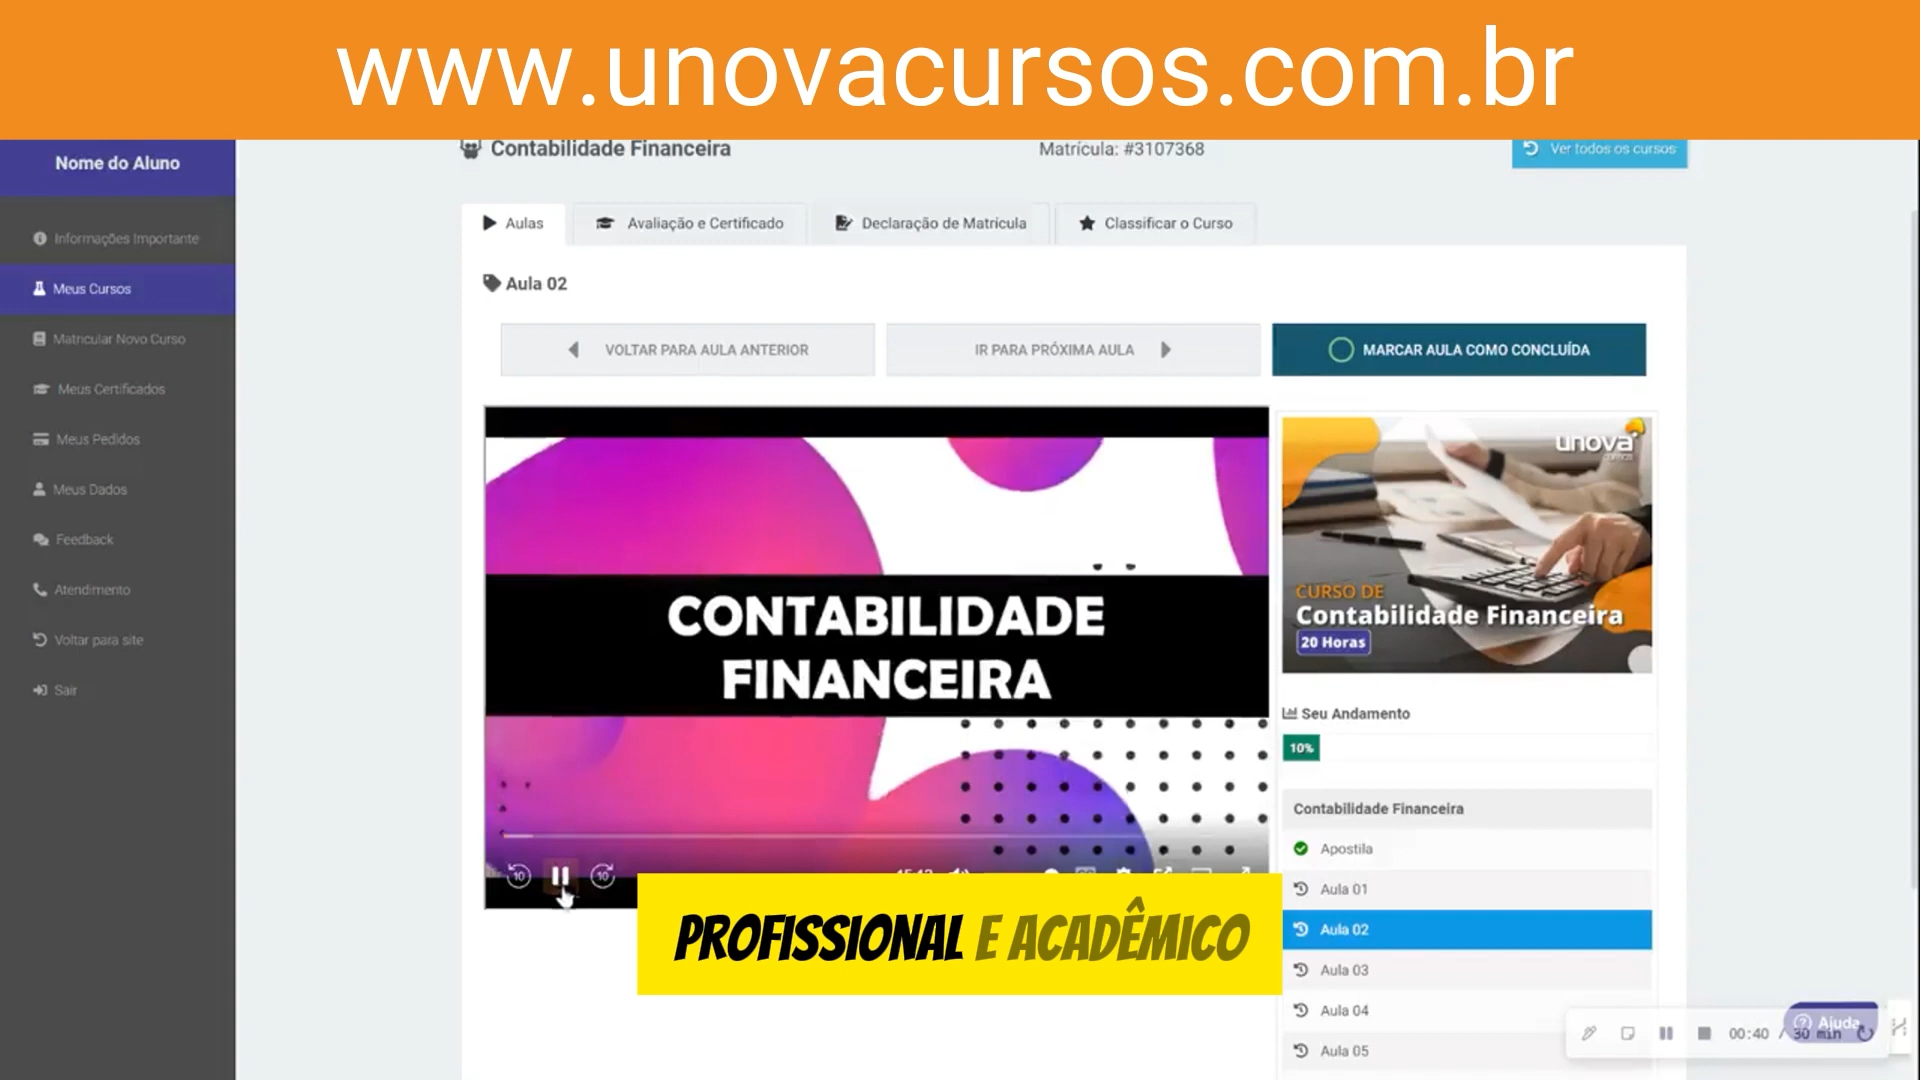 www.unovacursos.com.br
Nome do Aluno
Contabilidade Financeira
Matrícula: #3107368
Ver todos os cursos
Informações Importante
Meus Cursos
Matricular Novo Curso
Meus Certificados
Meus Pedidos
Meus Dados
Feedback
Atendimento
Voltar para site
Sair
Aulas
Avaliação e Certificado
Declaração de Matrícula
Classificar o Curso
Aula 02
VOLTAR PARA AULA ANTERIOR
IR PARA PRÓXIMA AULA
MARCAR AULA COMO CONCLUÍDA
CONTABILIDADE
FINANCEIRA
10
10
PROFISSIONAL E ACADÊMICO
unova
CURSO DE
Contabilidade Financeira
20 Horas
Seu Andamento
10%
Contabilidade Financeira
Apostila
Aula 01
Aula 02
Aula 03
Aula 04
Aula 05
Ajuda
00:40 / 30 min